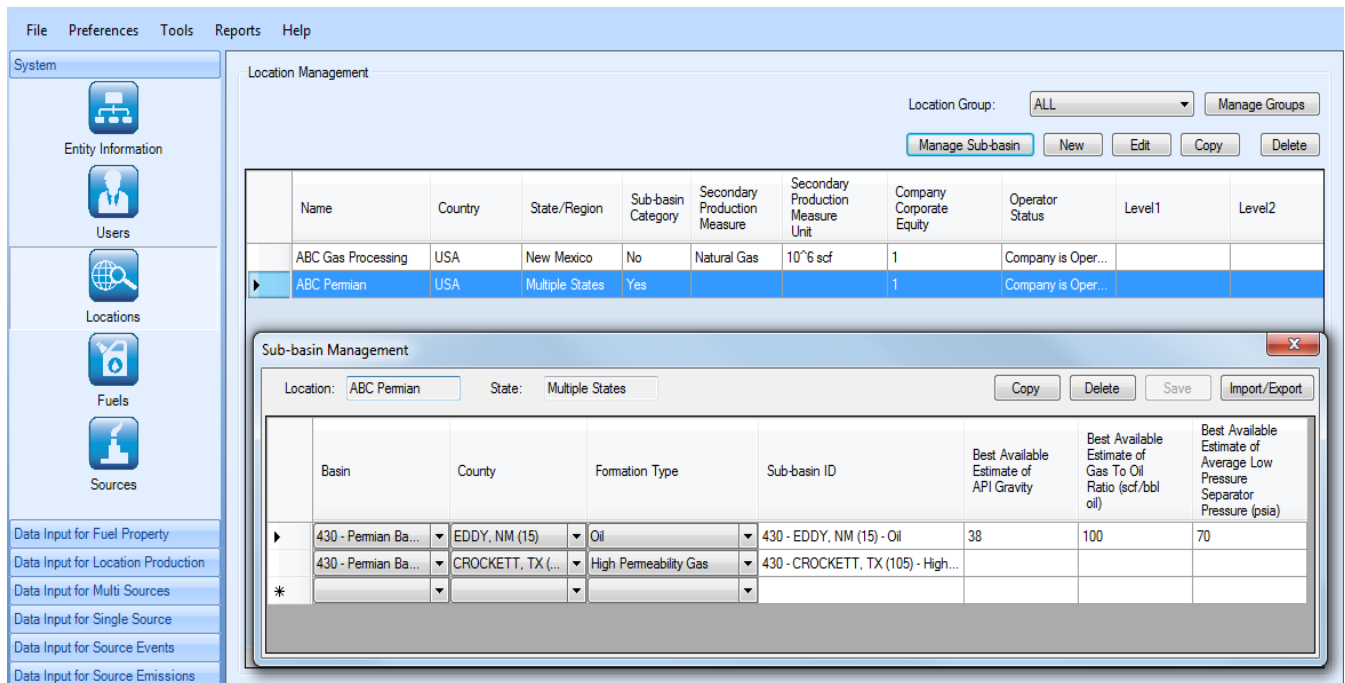 File Preferences Tools Reports Help
System
Entity Information
Users
Locations
Fuels
Sources
Data Input for Fuel Property
Data Input for Location Production
Data Input for Multi Sources
Data Input for Single Source
Data Input for Source Events
Data Input for Source Emissions
Location Management
Location Group: ALL Manage Groups
Manage Sub-basin New Edit Copy Delete
Name Country State/Region Sub-basin Category Secondary Production Measure Secondary Production Measure Unit Company Corporate Equity Operator Status Level1 Level2
ABC Gas Processing USA New Mexico No Natural Gas 10^6 scf 1 Company is Oper...
ABC Permian USA Multiple States Yes 1 Company is Oper...
Sub-basin Management
X
Location: ABC Permian State: Multiple States Copy Delete Save Import/Export
Basin County Formation Type Sub-basin ID Best Available Estimate of API Gravity Best Available Estimate of Gas To Oil Ratio (scf/bbl oil) Best Available Estimate of Average Low Pressure Separator Pressure (psia)
430 - Permian Ba... EDDY, NM (15) Oil 430 - EDDY, NM (15) - Oil 38 100 70
430 - Permian Ba... CROCKETT, TX (... High Permeability Gas 430 - CROCKETT, TX (105) - High...